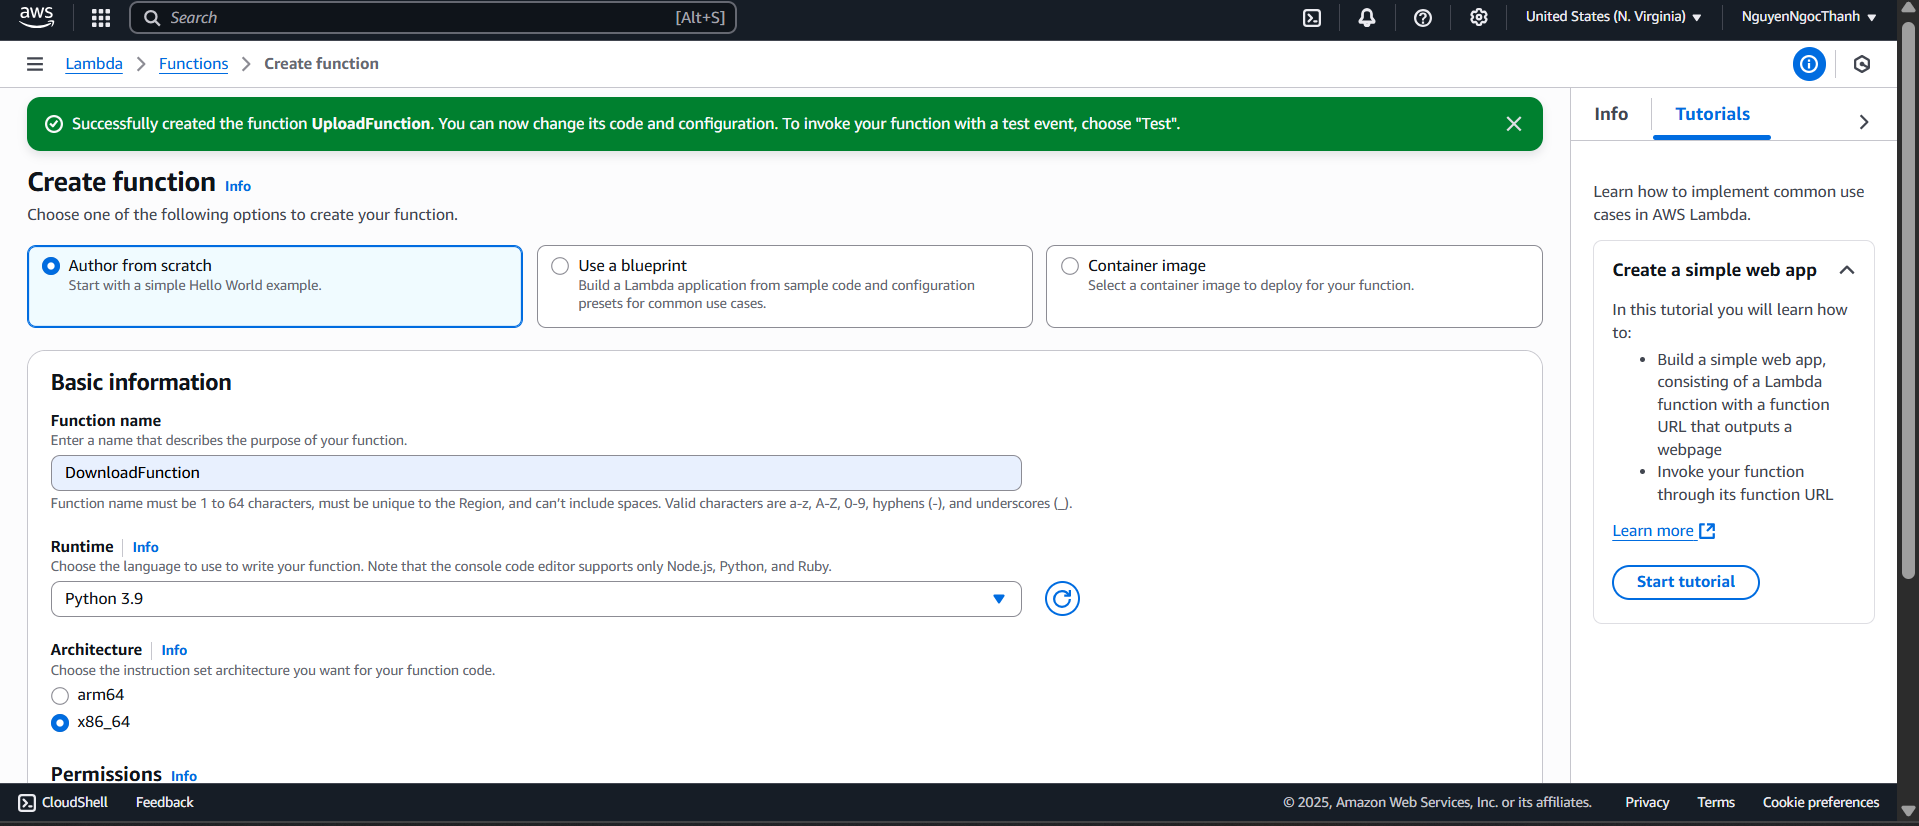 aws
Search
[Alt+S]
United States (N. Virginia)
NguyenNgocThanh
Lambda
Functions
Create function
Successfully created the function UploadFunction. You can now change its code and configuration. To invoke your function with a test event, choose "Test".
Create function
Info
Choose one of the following options to create your function.
Author from scratch
Start with a simple Hello World example.
Use a blueprint
Build a Lambda application from sample code and configuration
presets for common use cases.
Container image
Select a container image to deploy for your function.
Basic information
Function name
Enter a name that describes the purpose of your function.
DownloadFunction
Function name must be 1 to 64 characters, must be unique to the Region, and can't include spaces. Valid characters are a-z, A-Z, 0-9, hyphens (-), and underscores (_).
Runtime
Info
Choose the language to use to write your function. Note that the console code editor supports only Node.js, Python, and Ruby.
Python 3.9
Architecture
Info
Choose the instruction set architecture you want for your function code.
arm64
x86_64
Permissions
Info
Info
Tutorials
Learn how to implement common use
cases in AWS Lambda.
Create a simple web app
In this tutorial you will learn how
to:
• Build a simple web app,
consisting of a Lambda
function with a function
URL that outputs a
webpage
• Invoke your function
through its function URL
Learn more
Start tutorial
CloudShell
Feedback
© 2025, Amazon Web Services, Inc. or its affiliates.
Privacy
Terms
Cookie preferences